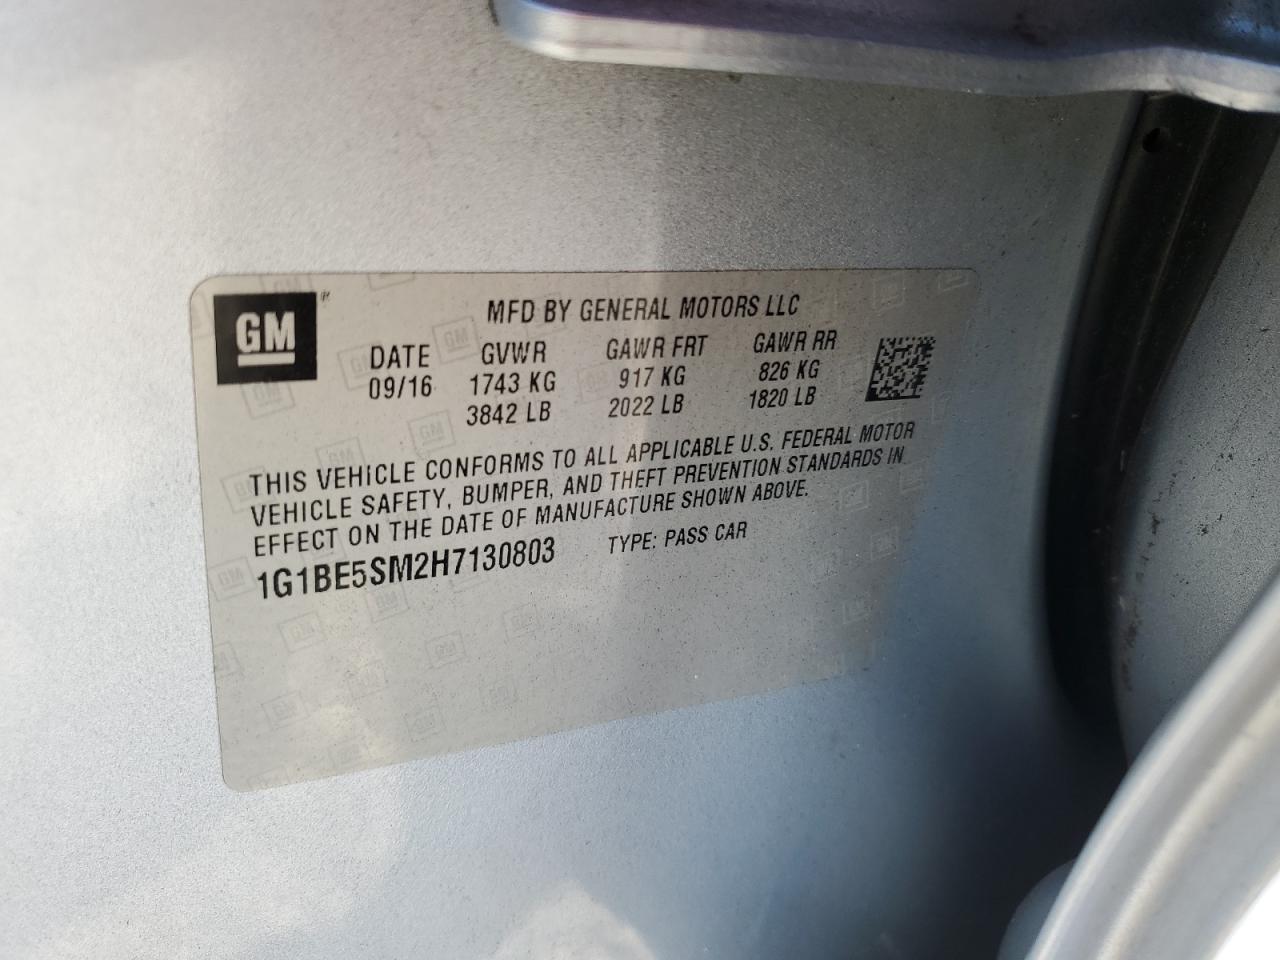 GM
MFD BY GENERAL MOTORS LLC
DATE GVWR GAWR FRT GAWR RR
09/16 1743 KG 917 KG 826 KG
3842 LB 2022 LB 1820 LB
THIS VEHICLE CONFORMS TO ALL APPLICABLE U.S. FEDERAL MOTOR
VEHICLE SAFETY, BUMPER, AND THEFT PREVENTION STANDARDS IN
EFFECT ON THE DATE OF MANUFACTURE SHOWN ABOVE.
1G1BE5SM2H7130803 TYPE: PASS CAR